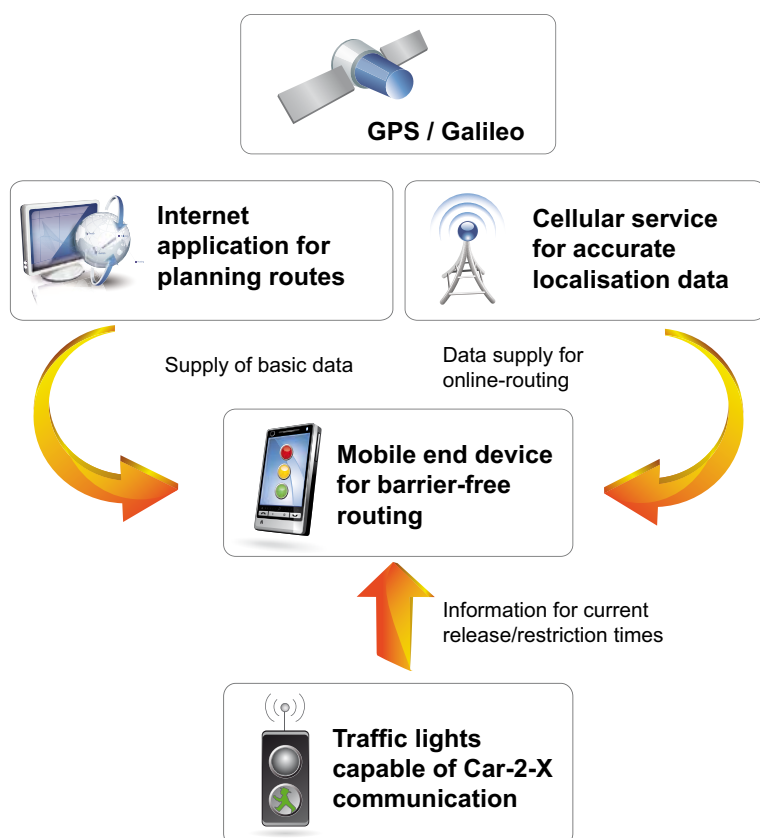 GPS / Galileo
Internet
application for
planning routes
Cellular service
for accurate
localisation data
Supply of basic data
Data supply for
online-routing
Mobile end device
for barrier-free
routing
Information for current
release/restriction times
Traffic lights
capable of Car-2-X
communication